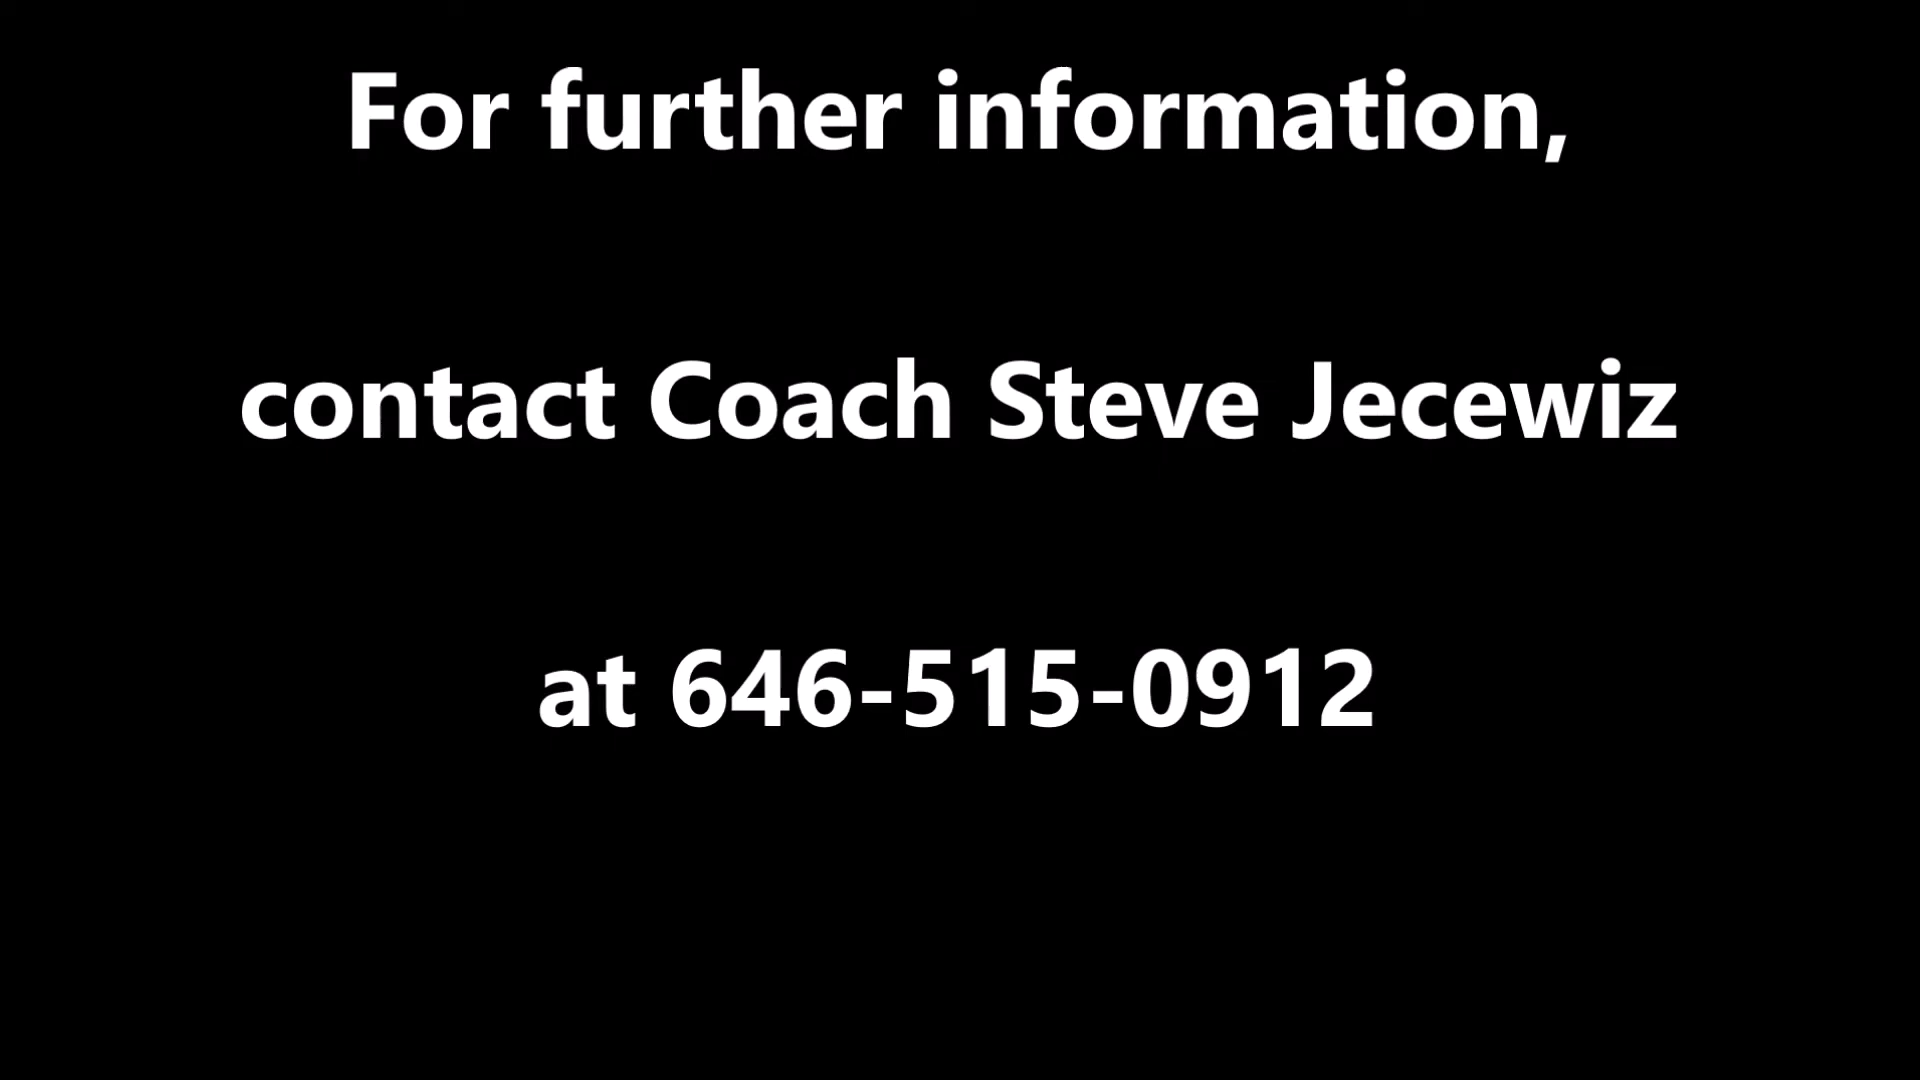 For further information,
contact Coach Steve Jecewiz
at 646-515-0912